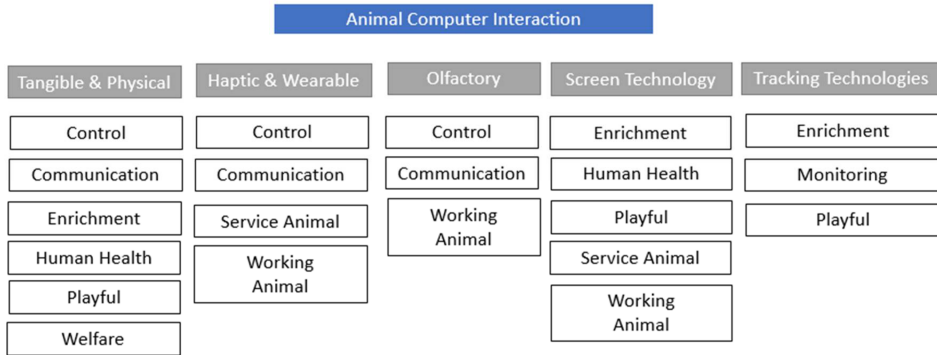 Animal Computer Interaction
Tangible & Physical
Control
Communication
Enrichment
Human Health
Playful
Welfare
Haptic & Wearable
Control
Communication
Service Animal
Working
Animal
Olfactory
Control
Communication
Working
Animal
Screen Technology
Enrichment
Human Health
Playful
Service Animal
Working
Animal
Tracking Technologies
Enrichment
Monitoring
Playful